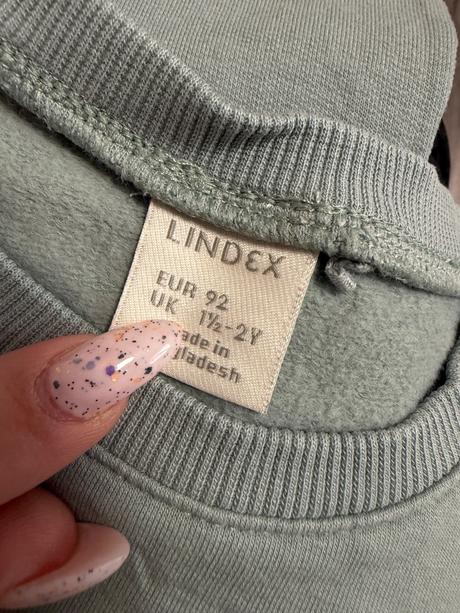 LINDEX
EUR 92
UK 1½-2Y
ade in
gladesh